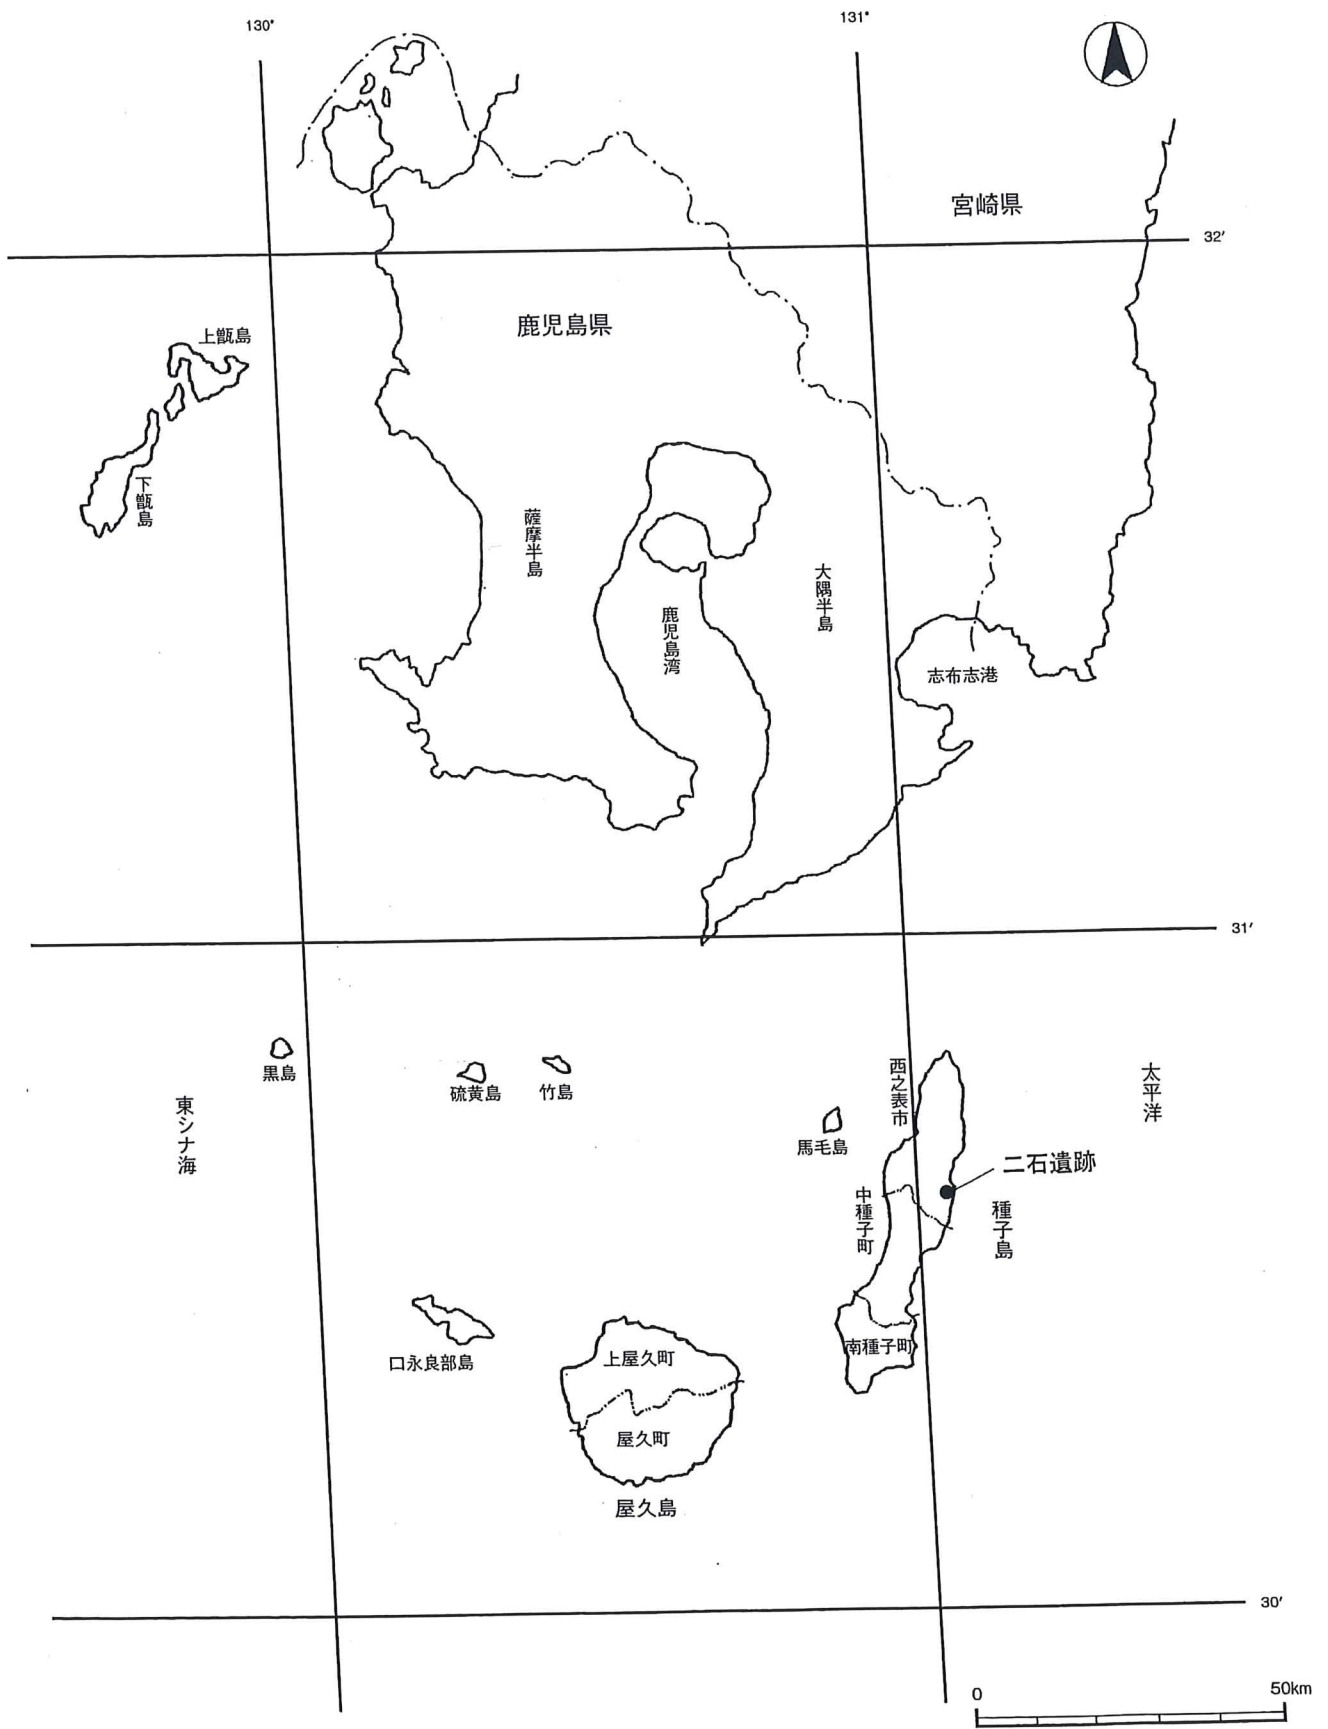 130°
131°
宮崎県
32′
鹿児島県
上甑島
下甑島
薩摩半島
大隅半島
鹿児島湾
志布志港
31′
黒島
硫黄島
竹島
西之表市
太平洋
東シナ海
馬毛島
二石遺跡
中種子町
種子島
口永良部島
上屋久町
南種子町
屋久町
屋久島
30′
0
50km